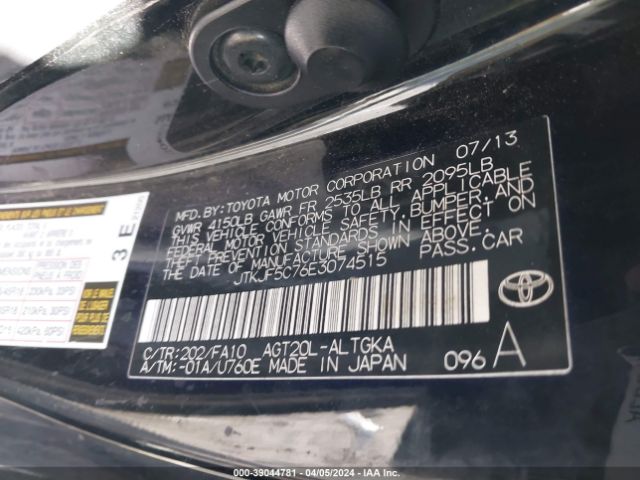 07/13
MFD.BY:TOYOTA MOTOR CORPORATION
GVWR 4150LB GAWR FR 2535LB RR 2095LB
THIS VEHICLE CONFORMS TO ALL APPLICABLE
FEDERAL MOTOR VEHICLE SAFETY,BUMPER,AND
THEFT PREVENTION STANDARDS IN EFFECT ON
THE DATE OF MANUFACTURE SHOWN ABOVE.
JTKJF5C76E3074515 PASS.CAR
C/TR:202/FA10 AGT20L-ALTGKA
A/TM:-01A/U760E MADE IN JAPAN
096 A
3 E
IAA-39044781 | 04/05/2024 | IAA Inc.